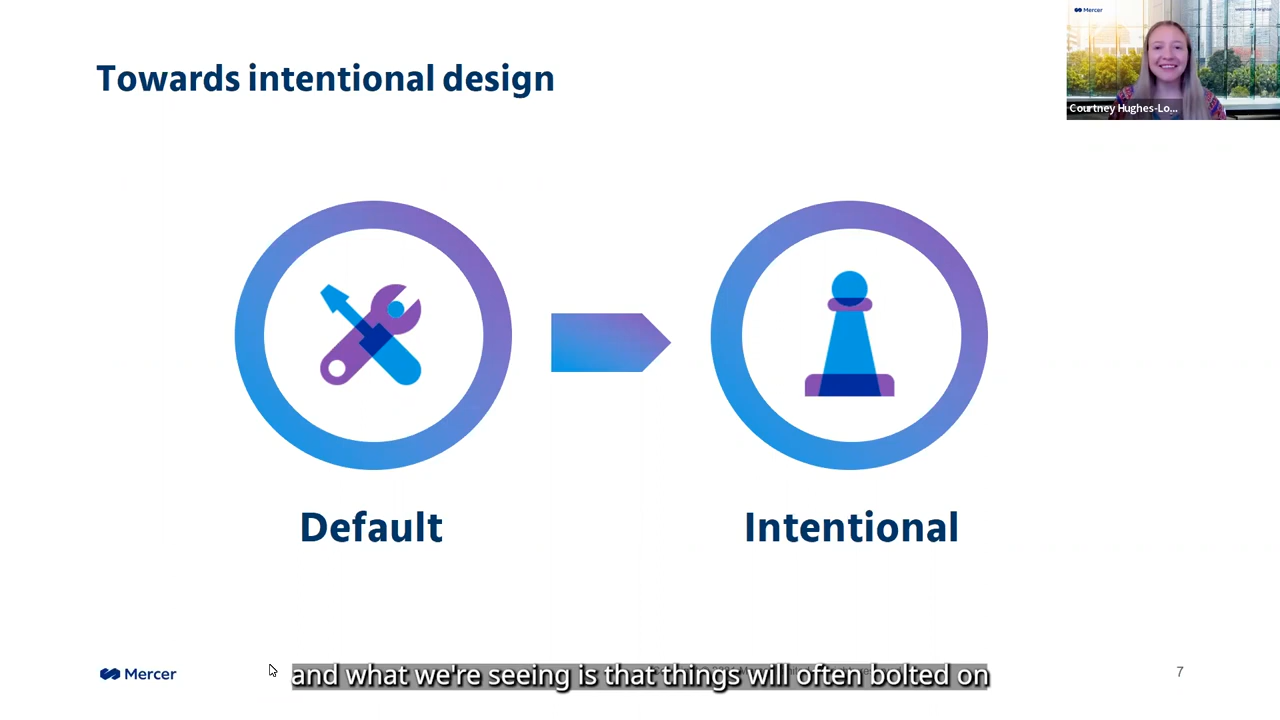 Mercer
Courtney Hughes-Lo...
Towards intentional design
Default
Intentional
Mercer
and what we're seeing is that things will often bolted on
7